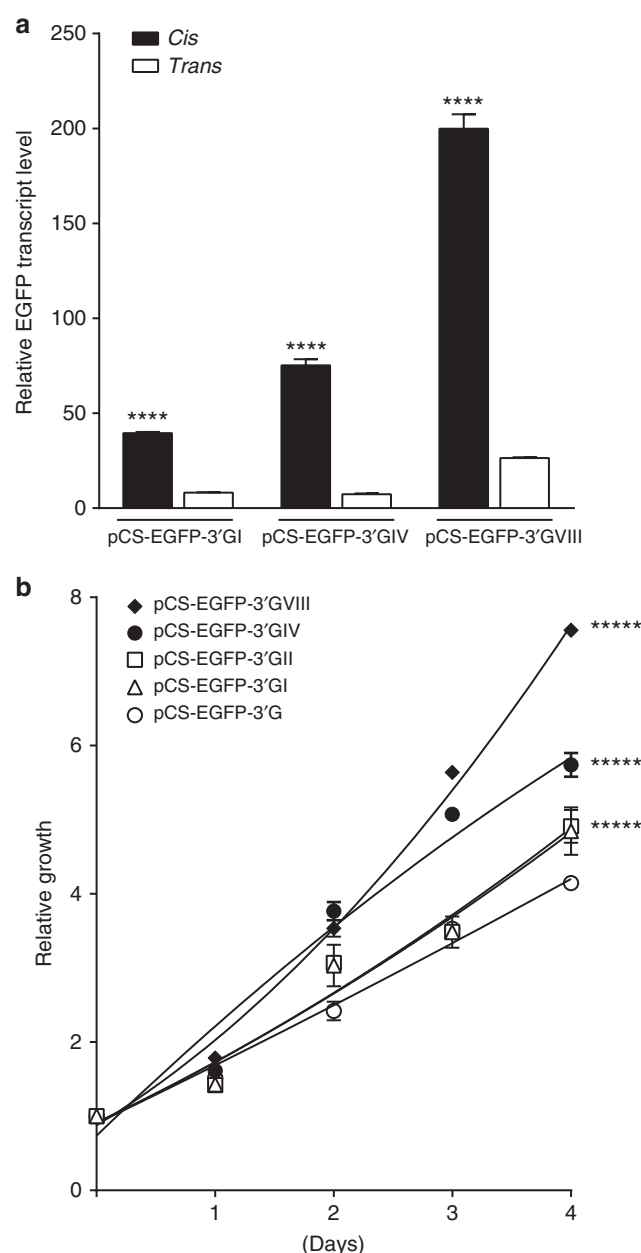 a
250
200
150
100
50
0
Relative EGFP transcript level
Cis
Trans
****
****
****
pCS-EGFP-3′GI
pCS-EGFP-3′GIV
pCS-EGFP-3′GVIII
b
8
6
4
2
0
Relative growth
pCS-EGFP-3′GVIII
pCS-EGFP-3′GIV
pCS-EGFP-3′GII
pCS-EGFP-3′GI
pCS-EGFP-3′G
*****
*****
*****
1
2
3
4
(Days)